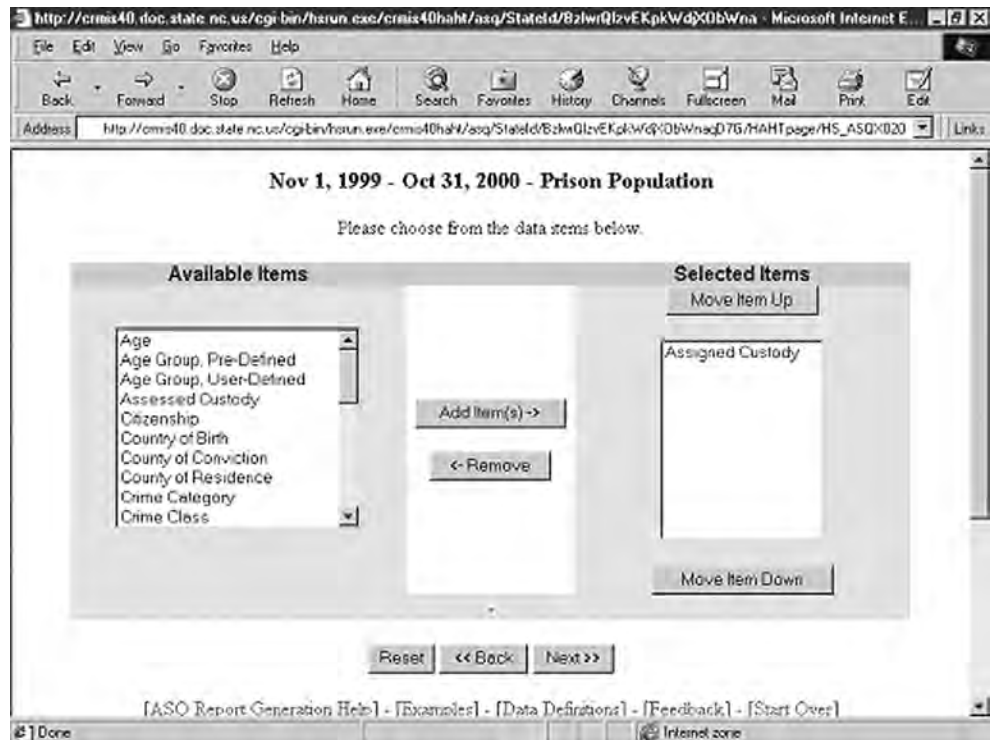 http://crmis40.doc.state.nc.us/cgi-bin/hsrun.exe/crmis40haht/asq/StateId/ - Microsoft Internet E...
File Edit View Go Favorites Help
Back Forward Stop Refresh Home Search Favorites History Channels Fullscreen Mail Print Edit
Address Links
Nov 1, 1999 - Oct 31, 2000 - Prison Population
Please choose from the data items below.
Available Items Selected Items
Move Item Up
Age
Age Group, Pre-Defined
Age Group, User-Defined
Assessed Custody
Citizenship
Country of Birth
County of Conviction
County of Residence
Crime Category
Crime Class
Add Item(s) ->
<- Remove
Assigned Custody
Move Item Down
Reset << Back Next >>
[ASQ Report Generation Help] - [Examples] - [Data Definitions] - [Feedback] - [Start Over]
Done Internet zone